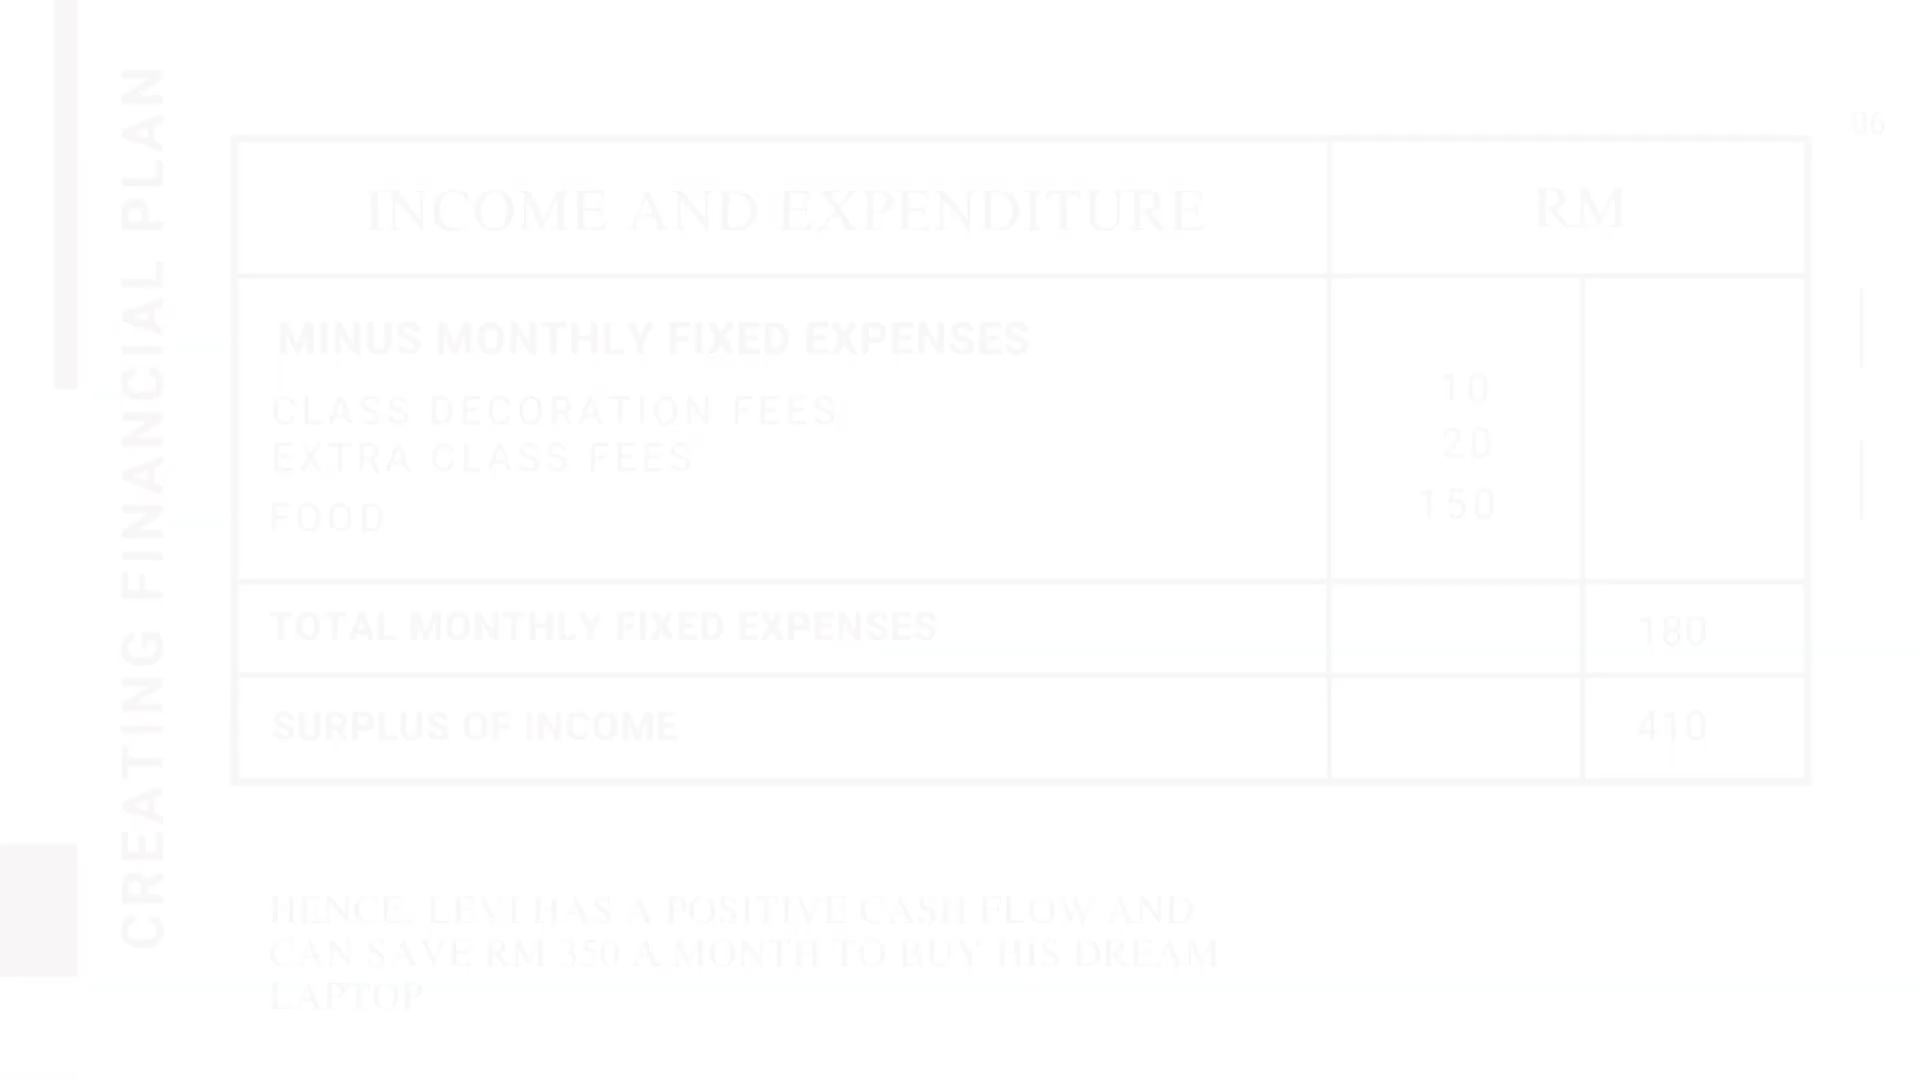 CREATING FINANCIAL PLAN
06
INCOME AND EXPENDITURE RM
MINUS MONTHLY FIXED EXPENSES
CLASS DECORATION FEES 10
EXTRA CLASS FEES 20
FOOD 150
TOTAL MONTHLY FIXED EXPENSES 180
SURPLUS OF INCOME 410
HENCE, LEVI HAS A POSITIVE CASH FLOW AND
CAN SAVE RM 350 A MONTH TO BUY HIS DREAM
LAPTOP